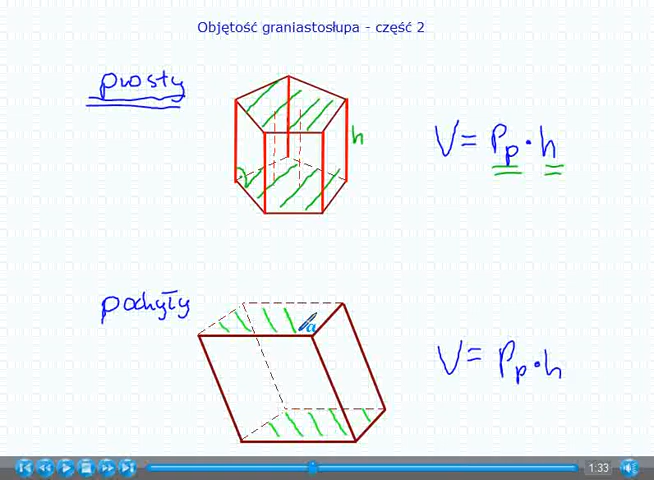 Objętość graniastosłupa - część 2
prosty
h
V = Pp · h
pochyły
V = Pp · h
1:33